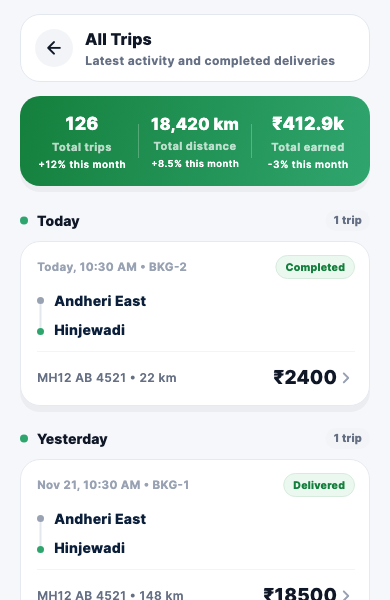 All Trips
Latest activity and completed deliveries
126
Total trips
+12% this month
18,420 km
Total distance
+8.5% this month
₹412.9k
Total earned
-3% this month
Today
1 trip
Today, 10:30 AM • BKG-2
Completed
Andheri East
Hinjewadi
MH12 AB 4521 • 22 km
₹2400
Yesterday
1 trip
Nov 21, 10:30 AM • BKG-1
Delivered
Andheri East
Hinjewadi
MH12 AB 4521 • 148 km
₹18500